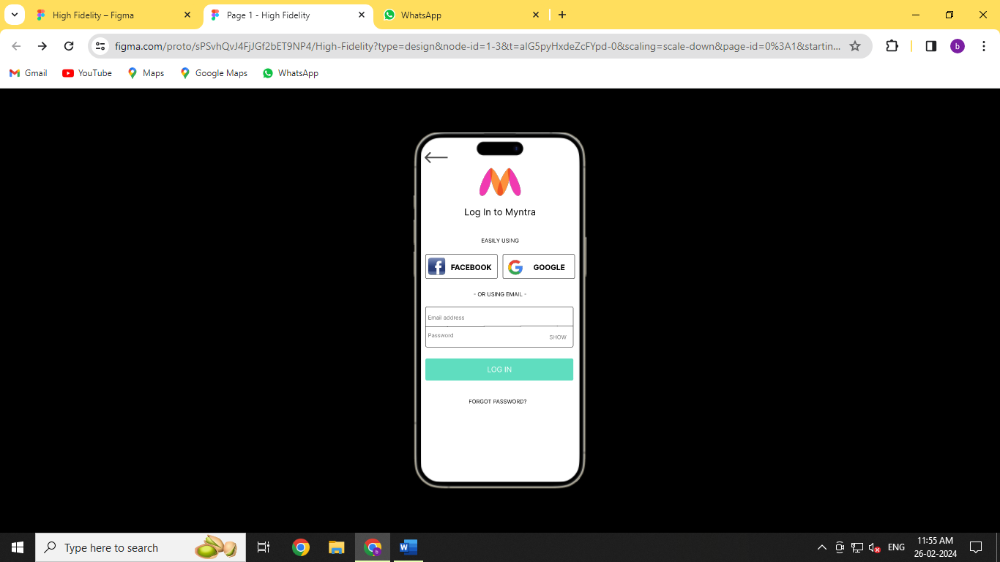 High Fidelity – Figma
Page 1 - High Fidelity
WhatsApp
figma.com/proto/sPSvhQvJ4FjJGf2bET9NP4/High-Fidelity?type=design&node-id=1-3&t=alG5pyHxdeZcFYpd-0&scaling=scale-down&page-id=0%3A1&startin...
b
Gmail
YouTube
Maps
Google Maps
WhatsApp
Log In to Myntra
EASILY USING
FACEBOOK
GOOGLE
- OR USING EMAIL -
Email address
Password
SHOW
LOG IN
FORGOT PASSWORD?
Type here to search
ENG
11:55 AM
26-02-2024